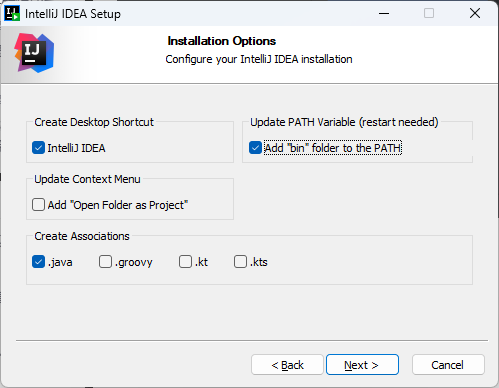 IntelliJ IDEA Setup
IJ
Installation Options
Configure your IntelliJ IDEA installation
Create Desktop Shortcut
IntelliJ IDEA
Update PATH Variable (restart needed)
Add "bin" folder to the PATH
Update Context Menu
Add "Open Folder as Project"
Create Associations
.java .groovy .kt .kts
< Back Next > Cancel